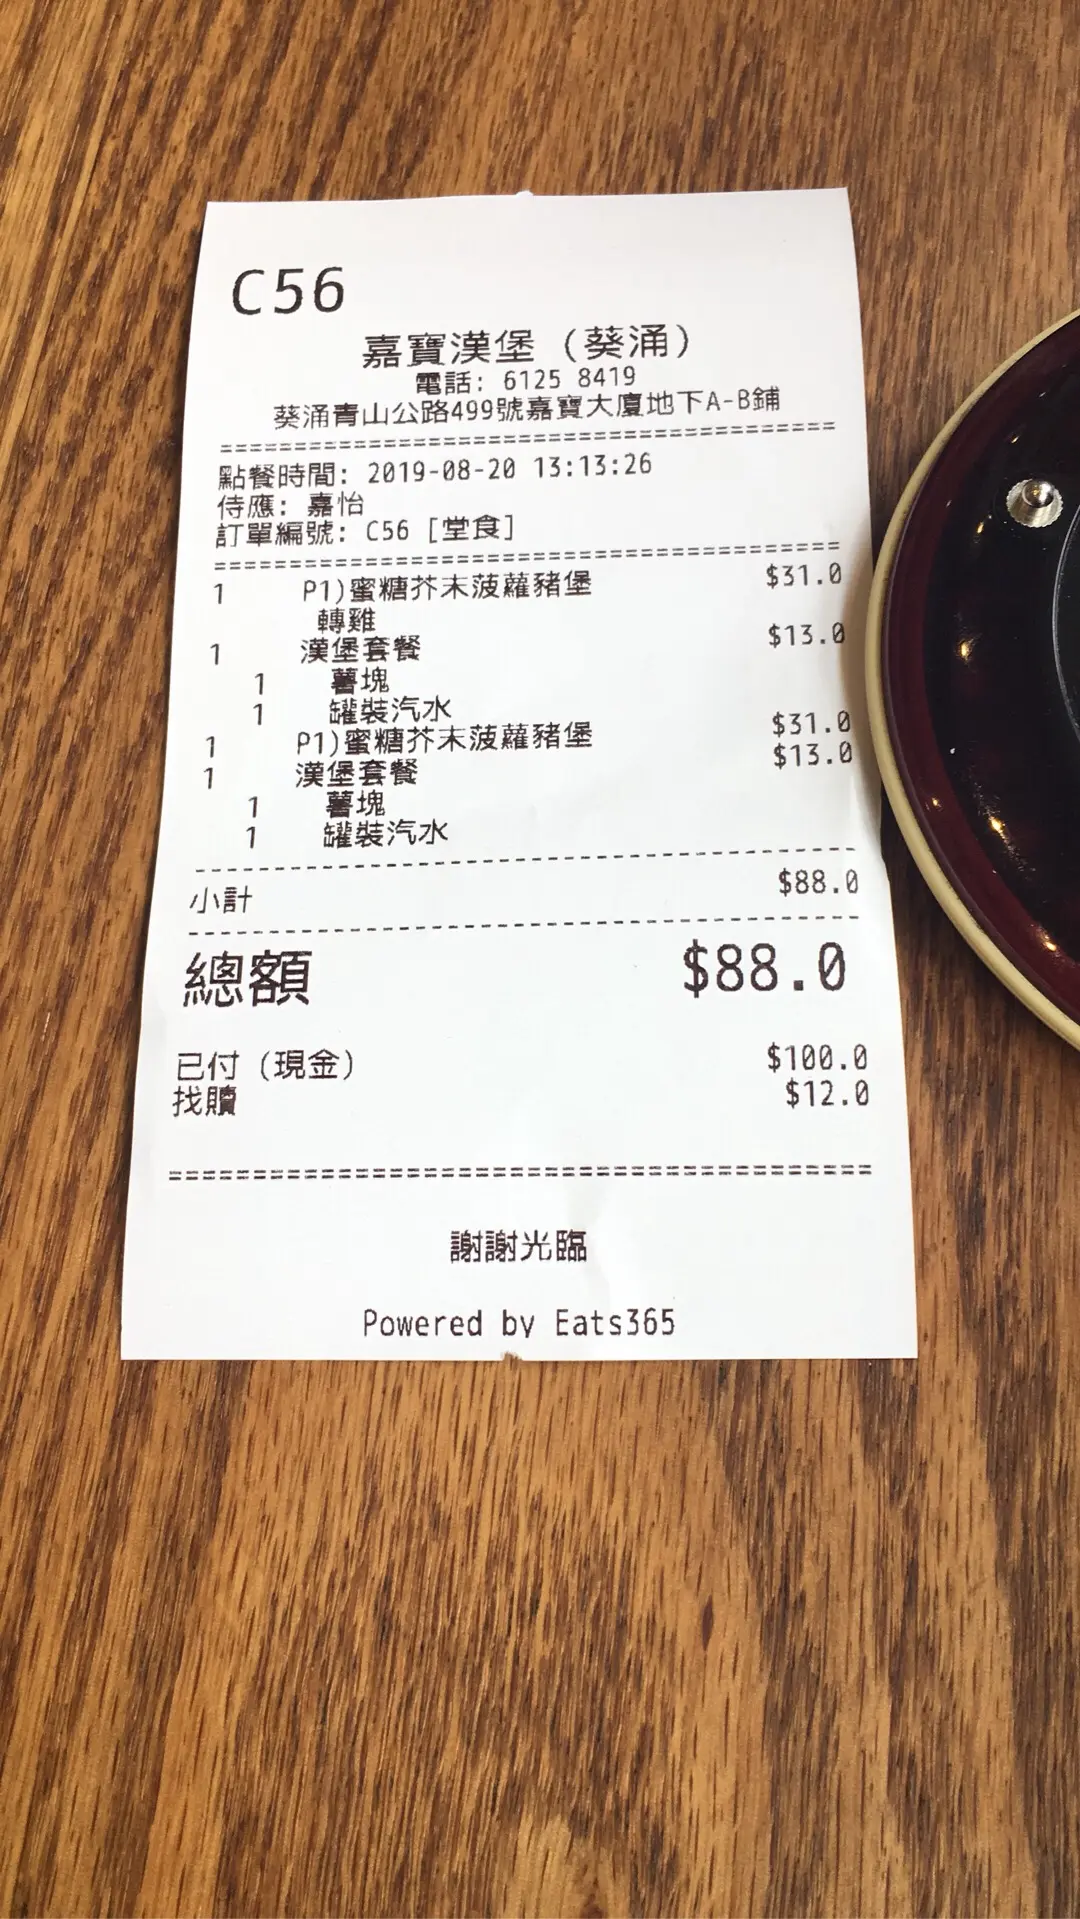 C56
嘉寶漢堡 (葵涌)
電話: 6125 8419
葵涌青山公路499號嘉寶大廈地下A-B鋪
========================================
點餐時間: 2019-08-20 13:13:26
侍應: 嘉怡
訂單編號: C56 [堂食]
========================================
1 P1)蜜糖芥末菠蘿豬堡 $31.0
轉雞
1 漢堡套餐 $13.0
1 薯塊
1 罐裝汽水
1 P1)蜜糖芥末菠蘿豬堡 $31.0
1 漢堡套餐 $13.0
1 薯塊
1 罐裝汽水
----------------------------------------
小計 $88.0
----------------------------------------
總額 $88.0
已付 (現金) $100.0
找贖 $12.0
========================================
謝謝光臨
Powered by Eats365